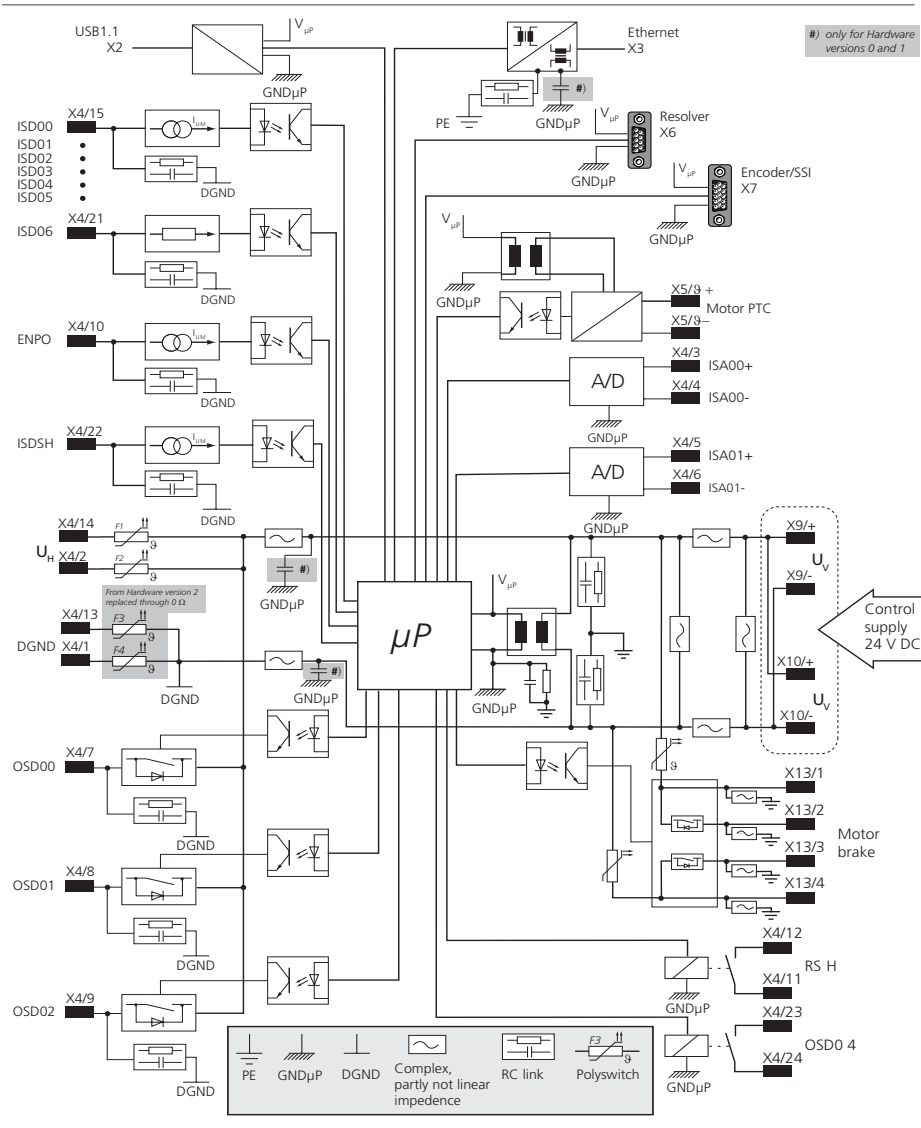 USB1.1
X2
VµP
GNDµP
Ethernet
X3
#) only for Hardware
versions 0 and 1
#)
PE
GNDµP
VµP
Resolver
X6
GNDµP
VµP
Encoder/SSI
X7
GNDµP
ISD00
X4/15
ILIM
ISD01
ISD02
ISD03
ISD04
ISD05
DGND
ISD06
X4/21
DGND
VµP
GNDµP
X5/ϑ +
Motor PTC
X5/ϑ –
ENPO
X4/10
ILIM
DGND
A/D
X4/3
ISA00+
X4/4
ISA00-
GNDµP
ISDSH
X4/22
ILIM
DGND
A/D
X4/5
ISA01+
X4/6
ISA01-
GNDµP
UH
X4/14
F1
ϑ
X4/2
F2
ϑ
#)
GNDµP
From Hardware version 2
replaced through 0 Ω
DGND
X4/13
F3
ϑ
X4/1
F4
ϑ
DGND
#)
GNDµP
µP
VµP
GNDµP
X9/+
UV
X9/-
X10/+
UV
X10/-
Control
supply
24 V DC
OSD00
X4/7
DGND
OSD01
X4/8
DGND
OSD02
X4/9
DGND
ϑ
X13/1
X13/2
X13/3
X13/4
Motor
brake
X4/12
RS H
X4/11
GNDµP
X4/23
OSD0 4
X4/24
GNDµP
PE
GNDµP
DGND
Complex,
partly not linear
impedence
RC link
F3
ϑ
Polyswitch